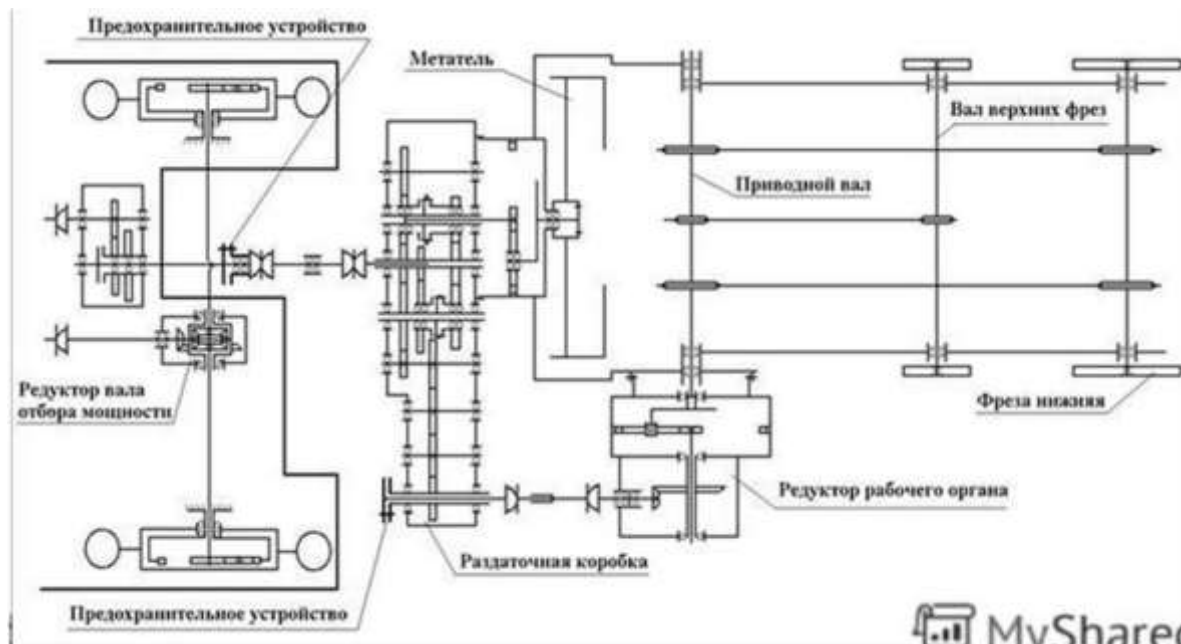 Предохранительное устройство
Метатель
Вал верхних фрез
Приводной вал
Редуктор вала
отбора мощности
Фреза нижняя
Редуктор рабочего органа
Раздаточная коробка
Предохранительное устройство
MyShared